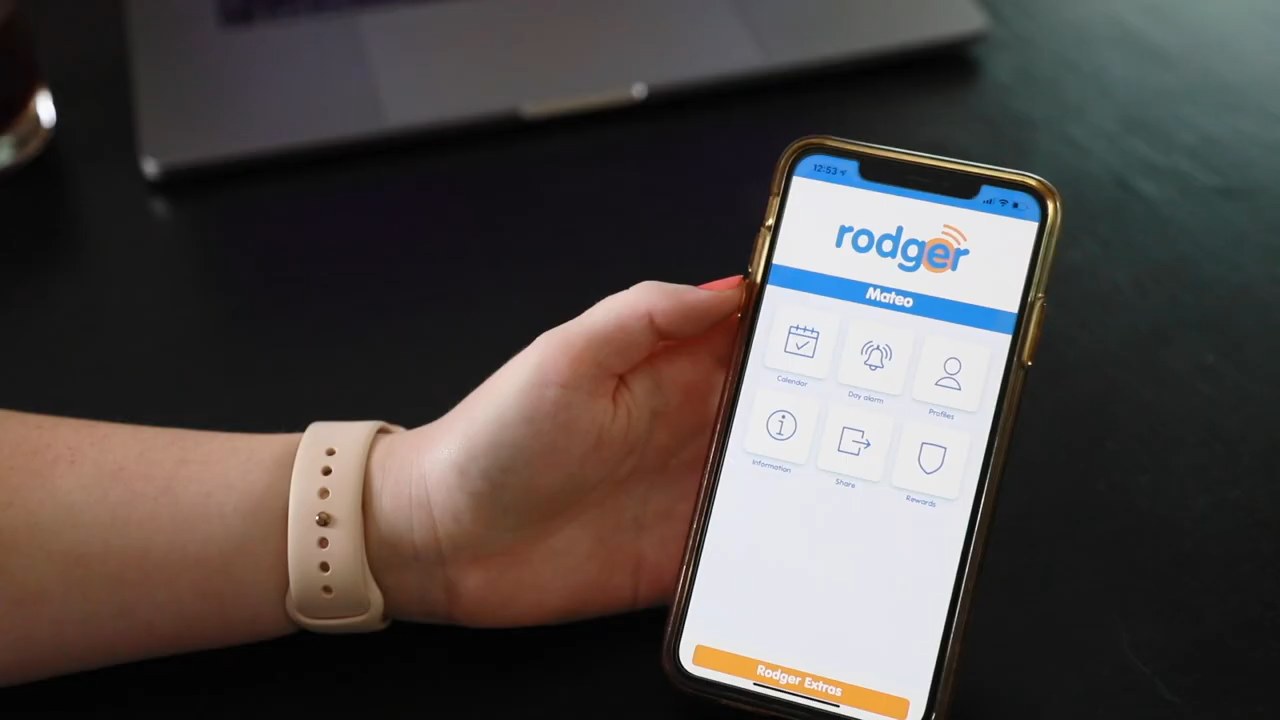 12:53
rodger
Mateo
Calendar
Day alarm
Profiles
Information
Share
Rewards
Rodger Extras